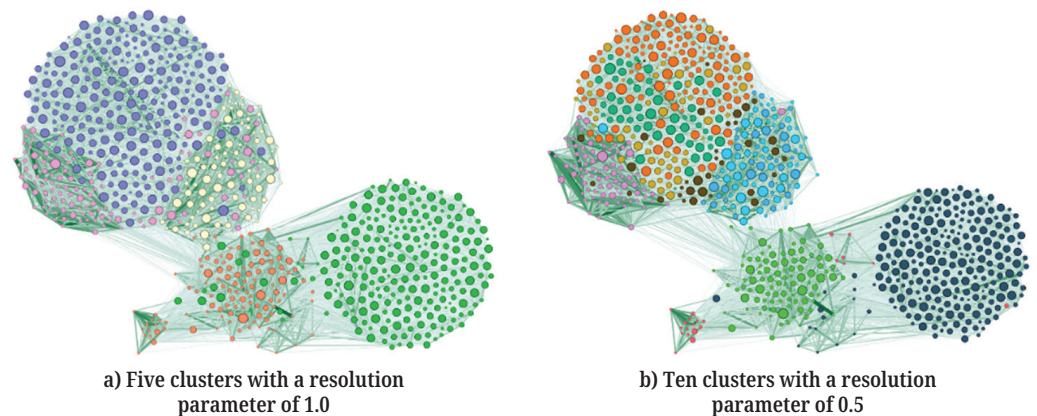 a) Five clusters with a resolution
parameter of 1.0
b) Ten clusters with a resolution
parameter of 0.5